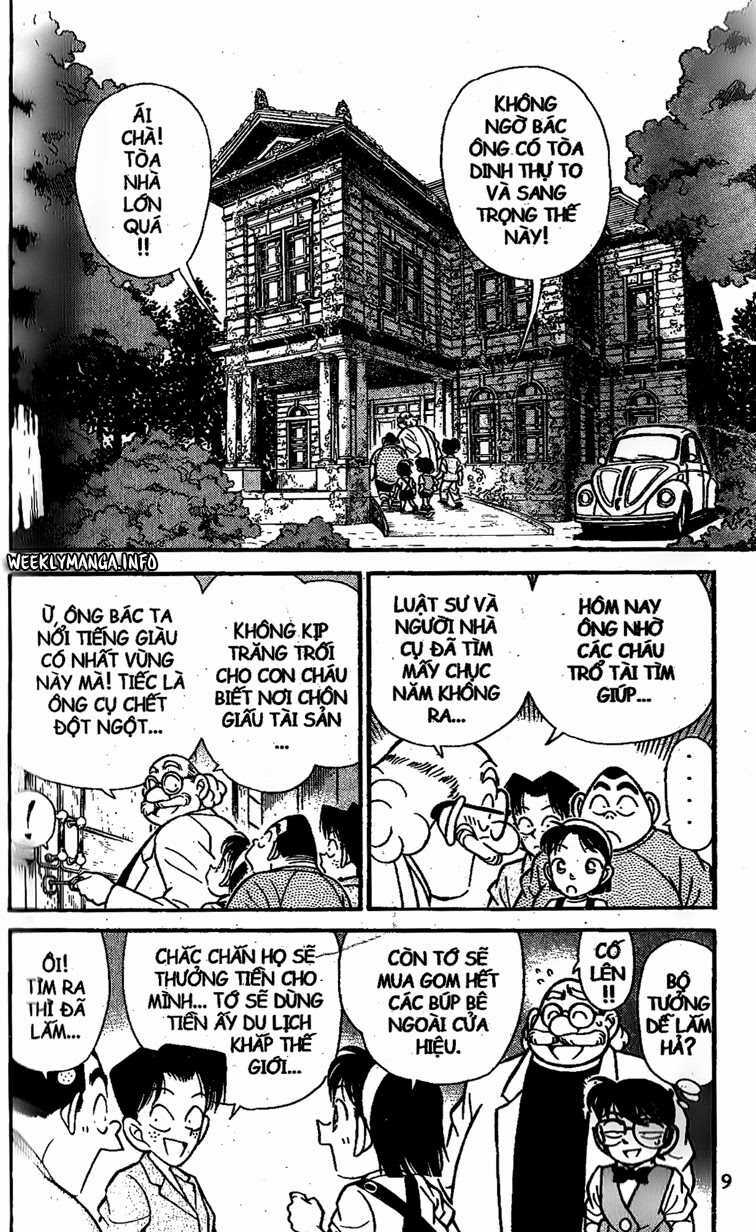 ÁI
CHÀ!
TÒA
NHÀ
LỚN
QUÁ
!!
KHÔNG
NGỜ BÁC
ÔNG CÓ TÒA
DINH THỰ TO
VÀ SANG
TRỌNG THẾ
NÀY!
WEEKLYMANGA.INFO
Ừ, ÔNG BÁC TA
NỔI TIẾNG GIÀU
CÓ NHẤT VÙNG
NÀY MÀ! TIẾC LÀ
ÔNG CỤ CHẾT
ĐỘT NGỘT...
KHÔNG KỊP
TRĂNG TRỐI
CHO CON CHÁU
BIẾT NƠI CHÔN
GIẤU TÀI SẢN
...
!
LUẬT SƯ VÀ
NGƯỜI NHÀ
CỤ ĐÃ TÌM
MẤY CHỤC
NĂM KHÔNG
RA...
HÔM NAY
ÔNG NHỜ
CÁC CHÁU
TRỔ TÀI TÌM
GIÚP...
....
ÔI!
TÌM RA
THÌ ĐÃ
LẮM...
CHẮC CHẮN HỌ SẼ
THƯỞNG TIỀN CHO
MÌNH... TỚ SẼ DÙNG
TIỀN ẤY DU LỊCH
KHẮP THẾ
GIỚI...
CÒN TỚ SẼ
MUA GOM HẾT
CÁC BÚP BÊ
NGOÀI CỬA
HIỆU.
CỐ
LÊN
!!
BỘ
TƯỞNG
DỄ LẮM
HẢ?
9